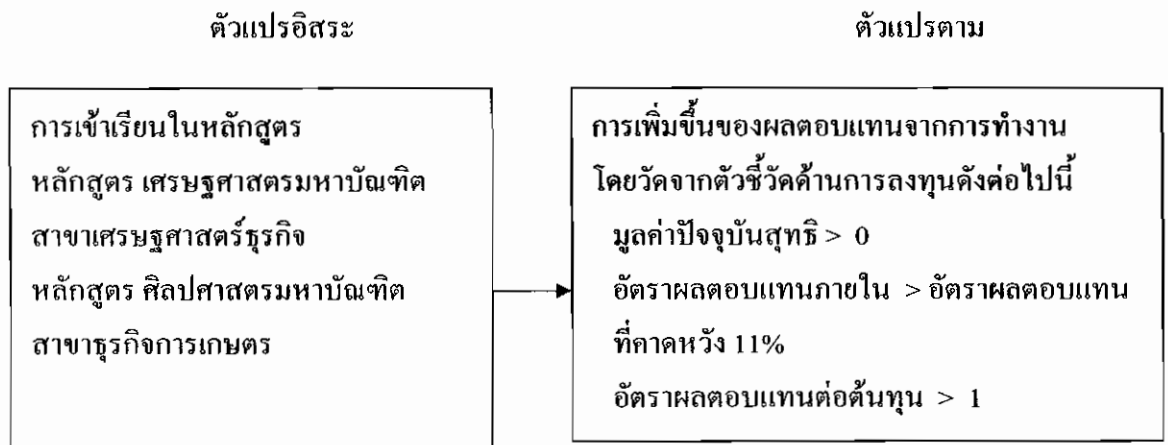 ตัวแปรอิสระ
ตัวแปรตาม
การเข้าเรียนในหลักสูตร
หลักสูตร เศรษฐศาสตรมหาบัณฑิต
สาขาเศรษฐศาสตร์ธุรกิจ
หลักสูตร ศิลปศาสตรมหาบัณฑิต
สาขาธุรกิจการเกษตร
การเพิ่มขึ้นของผลตอบแทนจากการทำงาน
โดยวัดจากตัวชี้วัดด้านการลงทุนดังต่อไปนี้
มูลค่าปัจจุบันสุทธิ > 0
อัตราผลตอบแทนภายใน > อัตราผลตอบแทน
ที่คาดหวัง 11%
อัตราผลตอบแทนต่อต้นทุน > 1